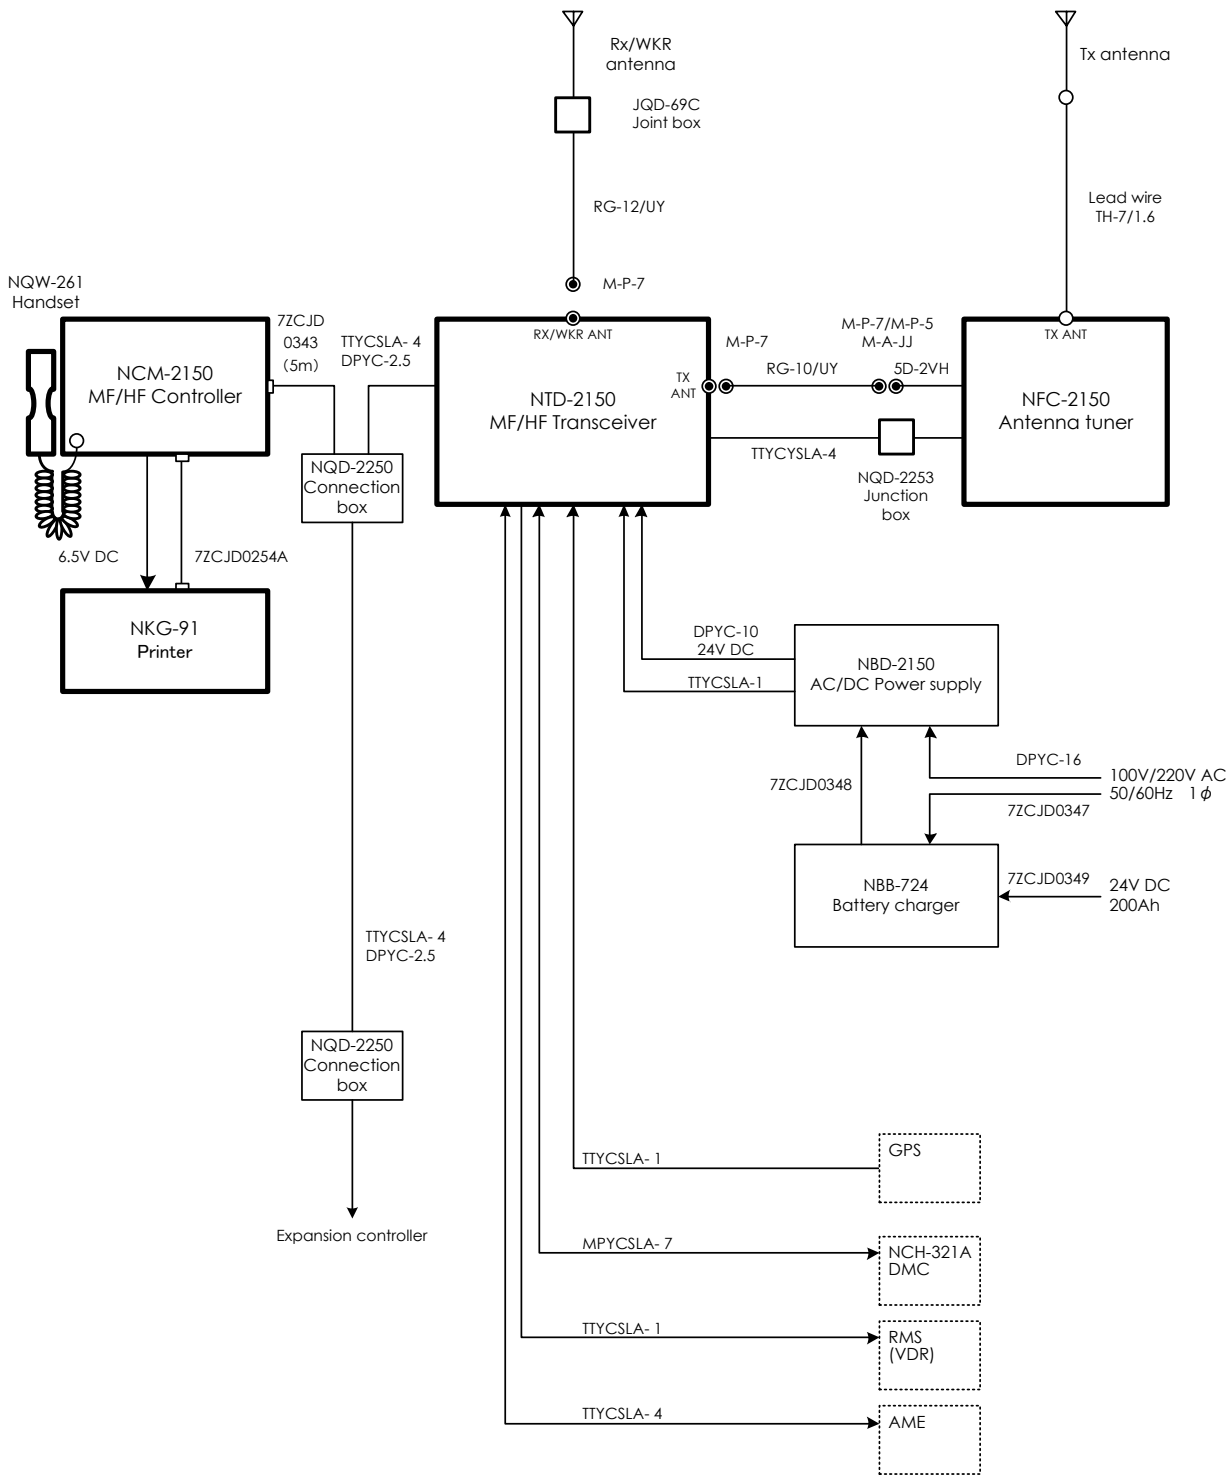 Rx/WKR
antenna
Tx antenna
JQD-69C
Joint box
RG-12/UY
Lead wire
TH-7/1.6
NQW-261
Handset
M-P-7
7ZCJD
0343
(5m)
TTYCSLA- 4
DPYC-2.5
NCM-2150
MF/HF Controller
RX/WKR ANT
NTD-2150
MF/HF Transceiver
TX
ANT
M-P-7
RG-10/UY
M-P-7/M-P-5
M-A-JJ
5D-2VH
TX ANT
NFC-2150
Antenna tuner
TTYCYSLA-4
NQD-2253
Junction
box
NQD-2250
Connection
box
6.5V DC
7ZCJD0254A
NKG-91
Printer
DPYC-10
24V DC
TTYCSLA-1
NBD-2150
AC/DC Power supply
7ZCJD0348
DPYC-16
100V/220V AC
50/60Hz 1ϕ
7ZCJD0347
NBB-724
Battery charger
7ZCJD0349
24V DC
200Ah
TTYCSLA- 4
DPYC-2.5
NQD-2250
Connection
box
Expansion controller
TTYCSLA- 1
GPS
MPYCSLA- 7
NCH-321A
DMC
TTYCSLA- 1
RMS
(VDR)
TTYCSLA- 4
AME